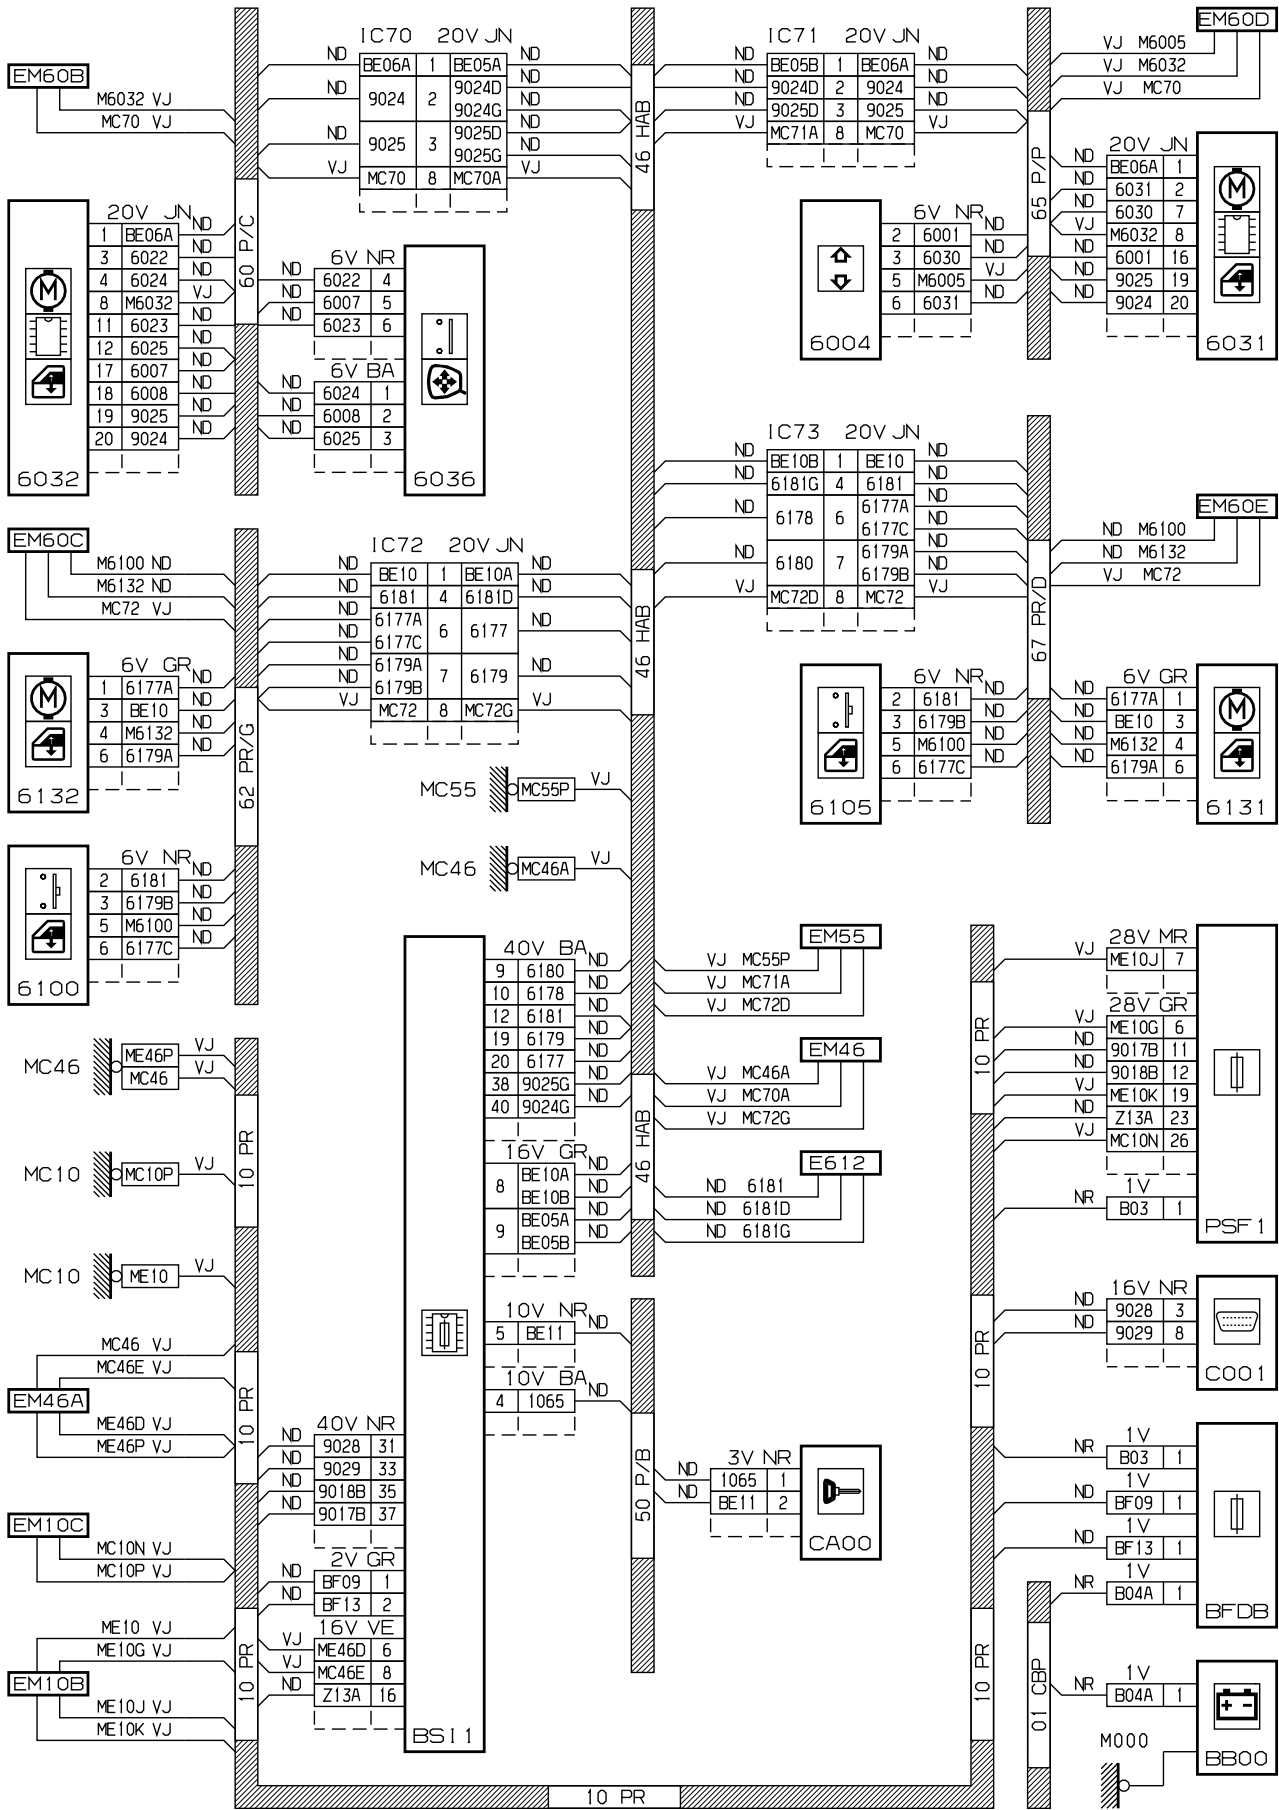 EM60B
M6032 VJ
MC70 VJ
IC70 20V JN
ND BE06A 1 BE05A ND
ND 9024 2 9024D ND
9024G ND
ND 9025 3 9025D ND
9025G ND
VJ MC70 8 MC70A VJ
46 HAB
IC71 20V JN
ND BE05B 1 BE06A ND
ND 9024D 2 9024 ND
ND 9025D 3 9025 ND
VJ MC71A 8 MC70 VJ
EM60D
VJ M6005
VJ M6032
VJ MC70
65 P/P
20V JN
ND BE06A 1
ND 6031 2
ND 6030 7
VJ M6032 8
ND 6001 16
ND 9025 19
ND 9024 20
M
6031
6V NR
2 6001 ND
3 6030 ND
5 M6005 VJ
6 6031 ND
6004
20V JN
1 BE06A ND
3 6022 ND
4 6024 ND
8 M6032 VJ
11 6023 ND
12 6025 ND
17 6007 ND
18 6008 ND
19 9025 ND
20 9024 ND
M
6032
60 P/C
6V NR
ND 6022 4
ND 6007 5
ND 6023 6
6V BA
ND 6024 1
ND 6008 2
ND 6025 3
6036
EM60C
M6100 ND
M6132 ND
MC72 VJ
IC72 20V JN
ND BE10 1 BE10A ND
ND 6181 4 6181D ND
ND 6177A 6 6177 ND
ND 6177C
ND 6179A 7 6179 ND
ND 6179B
VJ MC72 8 MC72G VJ
46 HAB
IC73 20V JN
ND BE10B 1 BE10 ND
ND 6181G 4 6181 ND
ND 6178 6 6177A ND
6177C ND
ND 6180 7 6179A ND
6179B ND
VJ MC72D 8 MC72 VJ
EM60E
ND M6100
ND M6132
VJ MC72
67 PR/D
6V GR
1 6177A ND
3 BE10 ND
4 M6132 ND
6 6179A ND
M
6132
62 PR/G
6V NR
2 6181 ND
3 6179B ND
5 M6100 ND
6 6177C ND
6105
6V GR
ND 6177A 1
ND BE10 3
ND M6132 4
ND 6179A 6
M
6131
MC55 MC55P VJ
MC46 MC46A VJ
6V NR
2 6181 ND
3 6179B ND
5 M6100 ND
6 6177C ND
6100
40V BA
9 6180 ND
10 6178 ND
12 6181 ND
19 6179 ND
20 6177 ND
38 9025G ND
40 9024G ND
16V GR
8 BE10A ND
BE10B ND
9 BE05A ND
BE05B ND
10V NR
5 BE11 ND
10V BA
4 1065 ND
46 HAB
EM55
VJ MC55P
VJ MC71A
VJ MC72D
EM46
VJ MC46A
VJ MC70A
VJ MC72G
E612
ND 6181
ND 6181D
ND 6181G
10 PR
28V MR
VJ ME10J 7
28V GR
VJ ME10G 6
ND 9017B 11
ND 9018B 12
VJ ME10K 19
ND Z13A 23
VJ MC10N 26
1V
NR B03 1
PSF1
MC46 ME46P VJ
MC46 VJ
10 PR
MC10 MC10P VJ
MC10 ME10 VJ
MC46 VJ
MC46E VJ
EM46A
ME46D VJ
ME46P VJ
10 PR
EM10C
MC10N VJ
MC10P VJ
ME10 VJ
ME10G VJ
EM10B
ME10J VJ
ME10K VJ
10 PR
40V NR
ND 9028 31
ND 9029 33
ND 9018B 35
ND 9017B 37
2V GR
ND BF09 1
ND BF13 2
16V VE
VJ ME46D 6
VJ MC46E 8
ND Z13A 16
BSI1
50 P/B
3V NR
ND 1065 1
ND BE11 2
CA00
10 PR
16V NR
ND 9028 3
ND 9029 8
C001
1V
NR B03 1
1V
ND BF09 1
1V
ND BF13 1
1V
NR B04A 1
BFDB
10 PR
01 CBP
1V
NR B04A 1
M000
+ -
BB00
10 PR